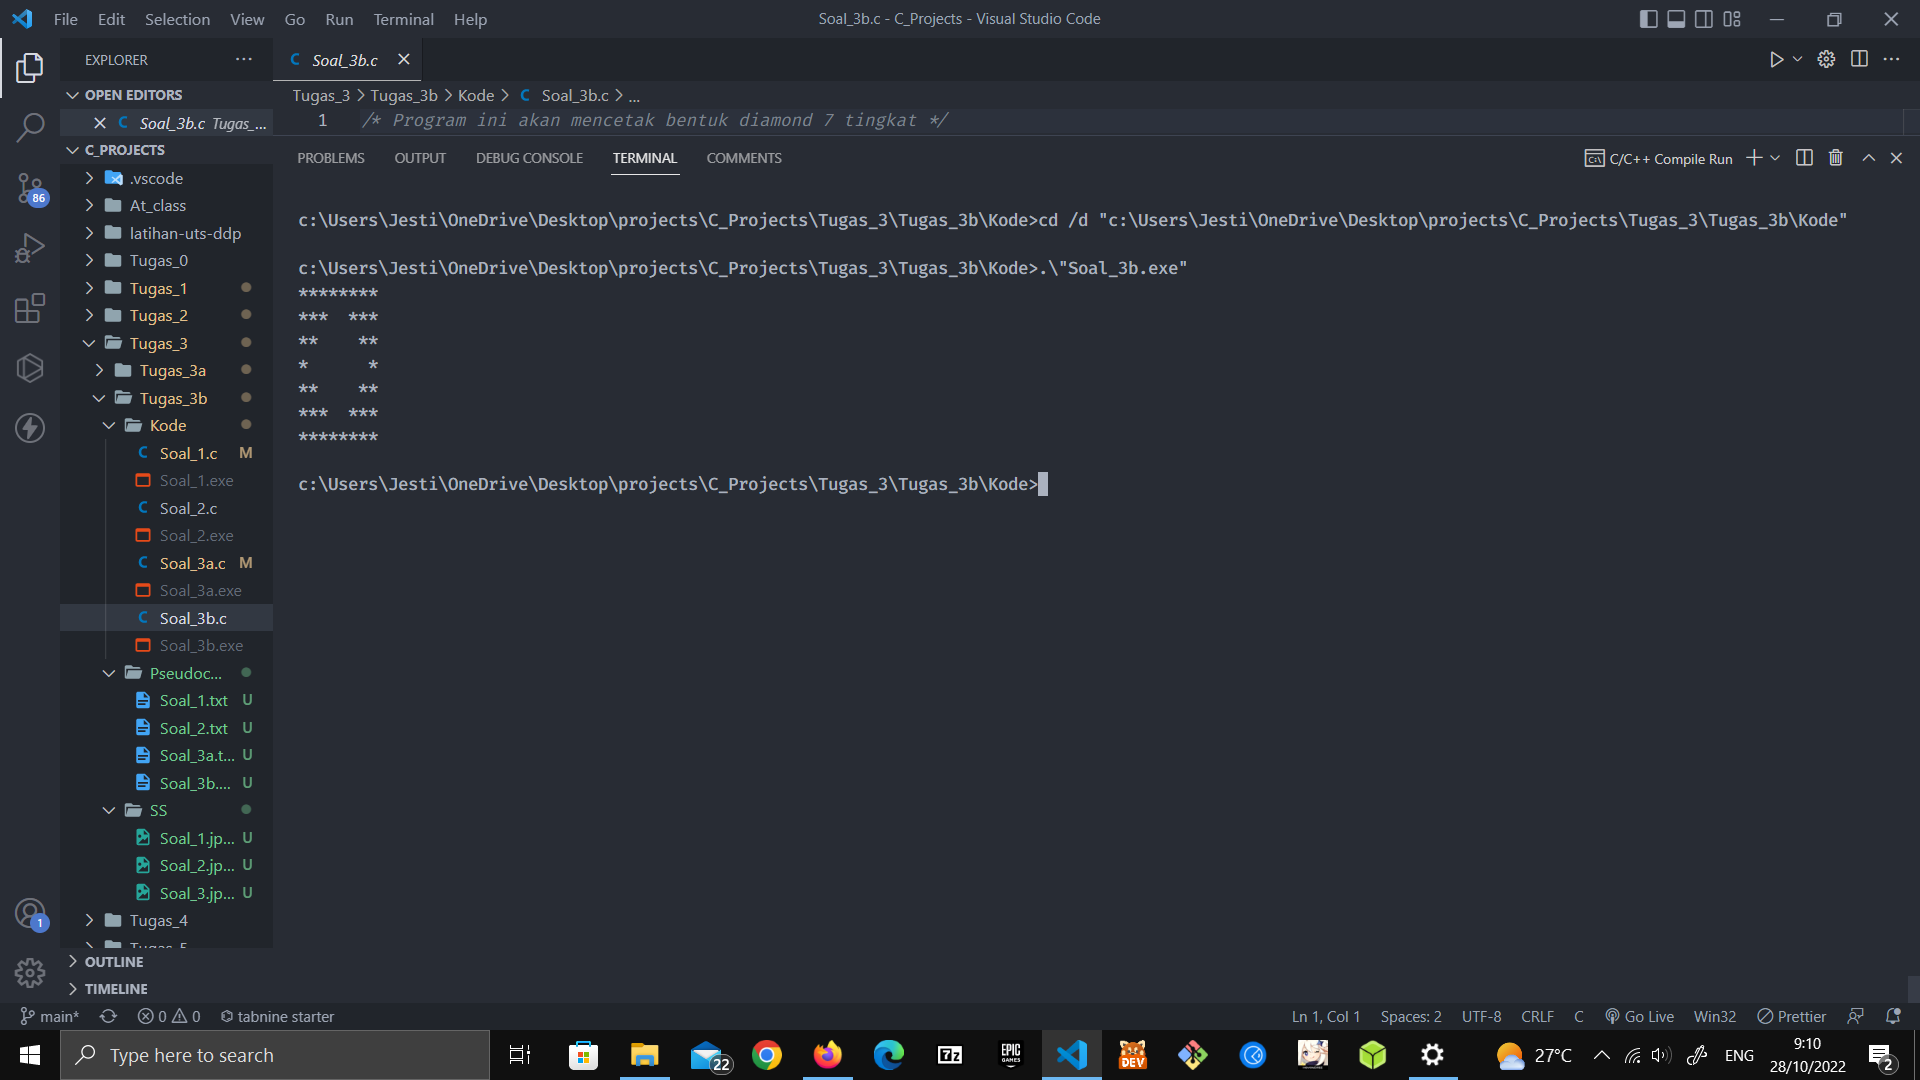 File Edit Selection View Go Run Terminal Help
Soal_3b.c - C_Projects - Visual Studio Code
EXPLORER
OPEN EDITORS
Soal_3b.c Tugas_...
C_PROJECTS
.vscode
At_class
latihan-uts-ddp
Tugas_0
Tugas_1
Tugas_2
Tugas_3
Tugas_3a
Tugas_3b
Kode
Soal_1.c M
Soal_1.exe
Soal_2.c
Soal_2.exe
Soal_3a.c M
Soal_3a.exe
Soal_3b.c
Soal_3b.exe
Pseudoc...
Soal_1.txt U
Soal_2.txt U
Soal_3a.t... U
Soal_3b.... U
SS
Soal_1.jp... U
Soal_2.jp... U
Soal_3.jp... U
Tugas_4
Tugas_5
OUTLINE
TIMELINE
86
1
C Soal_3b.c
Tugas_3 > Tugas_3b > Kode > C Soal_3b.c > ...
1 /* Program ini akan mencetak bentuk diamond 7 tingkat */
PROBLEMS OUTPUT DEBUG CONSOLE TERMINAL COMMENTS
C/C++ Compile Run
c:\Users\Jesti\OneDrive\Desktop\projects\C_Projects\Tugas_3\Tugas_3b\Kode>cd /d "c:\Users\Jesti\OneDrive\Desktop\projects\C_Projects\Tugas_3\Tugas_3b\Kode"
c:\Users\Jesti\OneDrive\Desktop\projects\C_Projects\Tugas_3\Tugas_3b\Kode>.\"Soal_3b.exe"
********
***  ***
**    **
*      *
**    **
***  ***
********
c:\Users\Jesti\OneDrive\Desktop\projects\C_Projects\Tugas_3\Tugas_3b\Kode>
main* 0 0 tabnine starter
Ln 1, Col 1 Spaces: 2 UTF-8 CRLF C Go Live Win32 Prettier
Type here to search
22
7z
EPIC GAMES
DEV
27°C
ENG
9:10
28/10/2022
2